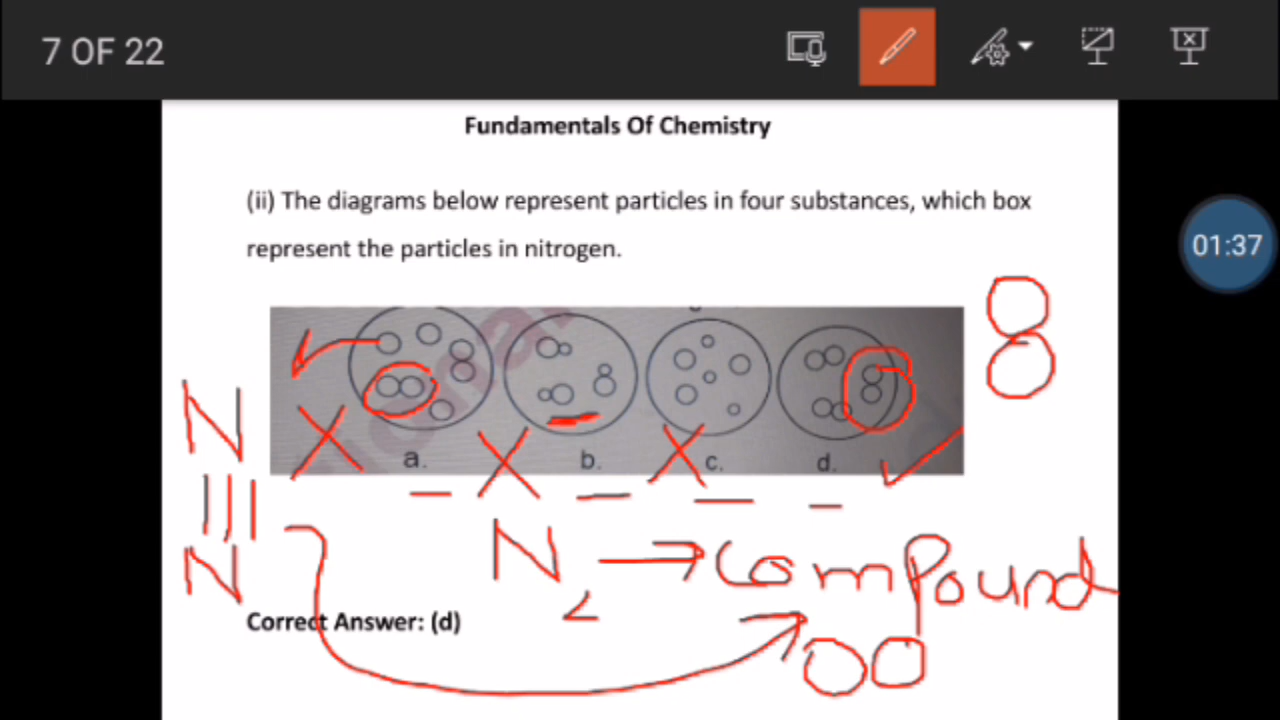 7 OF 22
Fundamentals Of Chemistry
(ii) The diagrams below represent particles in four substances, which box
represent the particles in nitrogen.
01:37
a. b. c. d.
N
N
N2 → Compound
Correct Answer: (d)